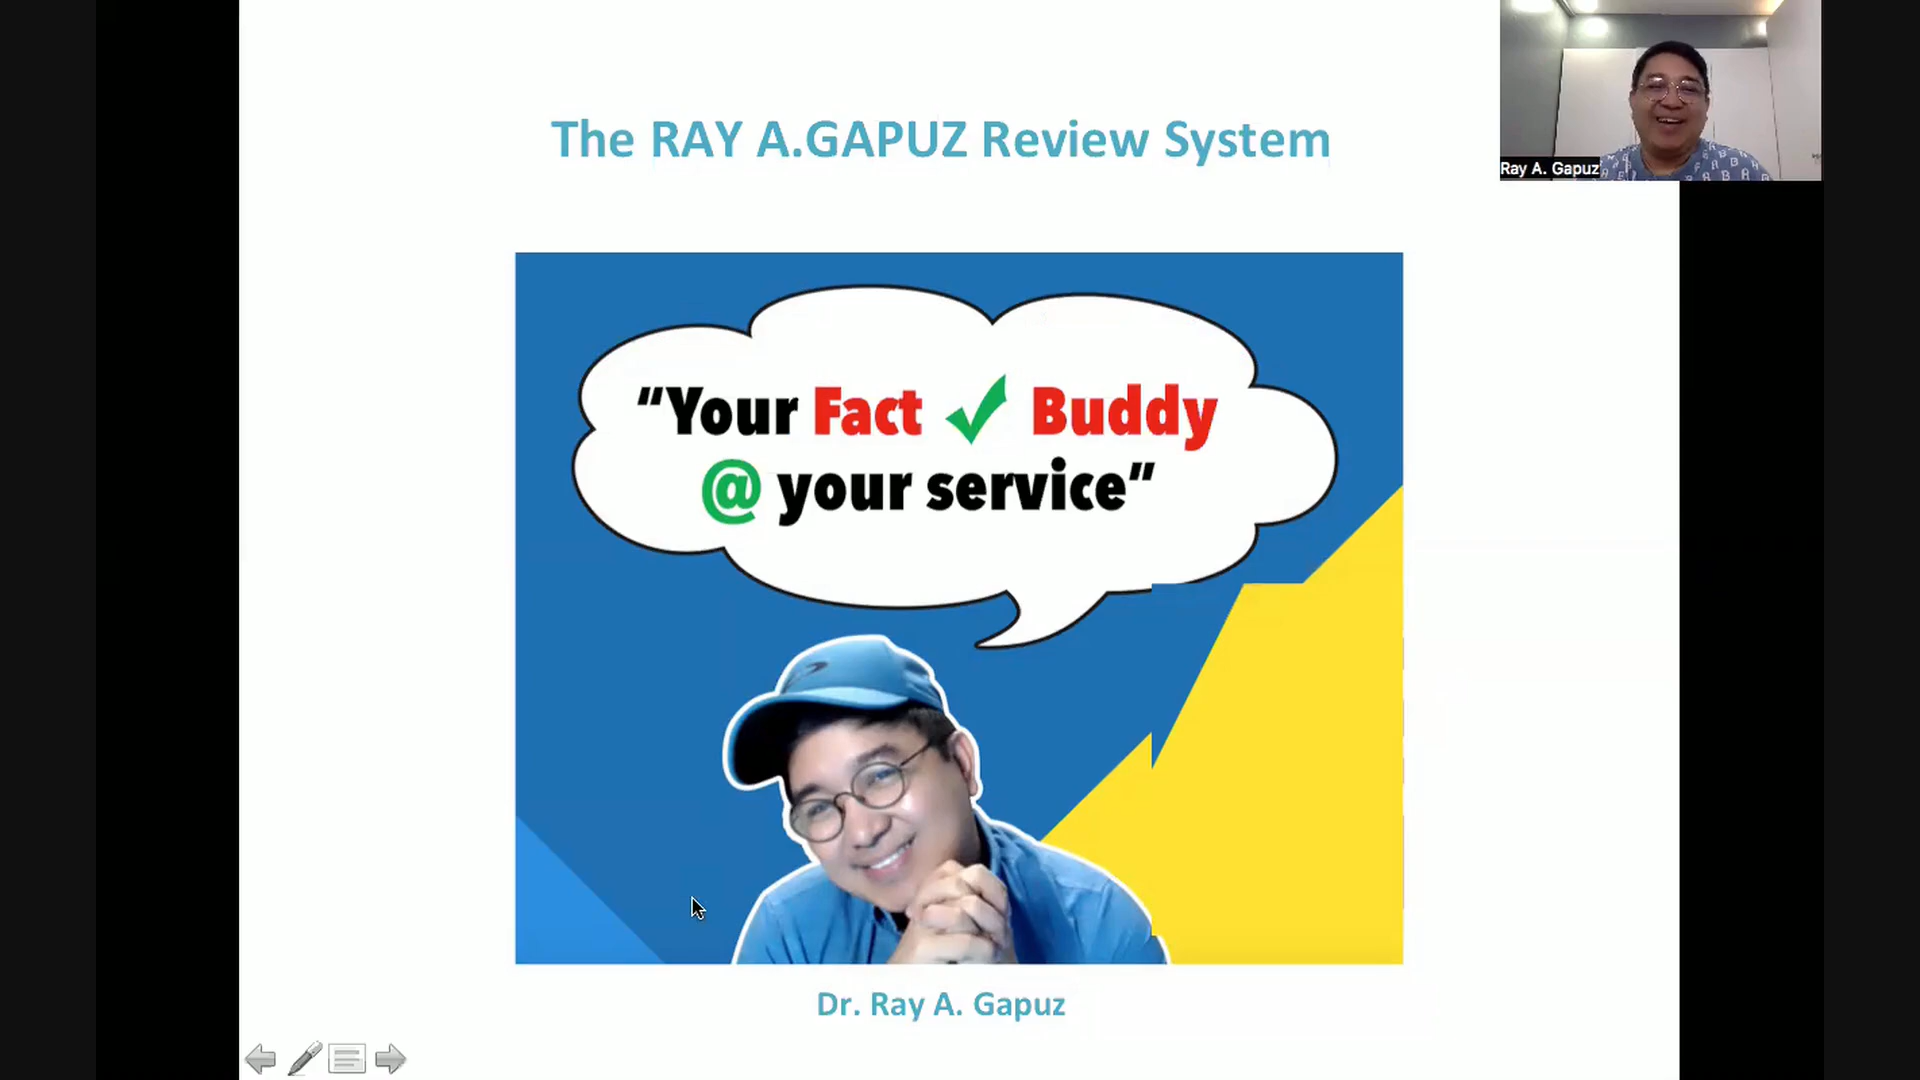 The RAY A.GAPUZ Review System
Ray A. Gapuz
“Your Fact ✓ Buddy
@ your service”
Dr. Ray A. Gapuz